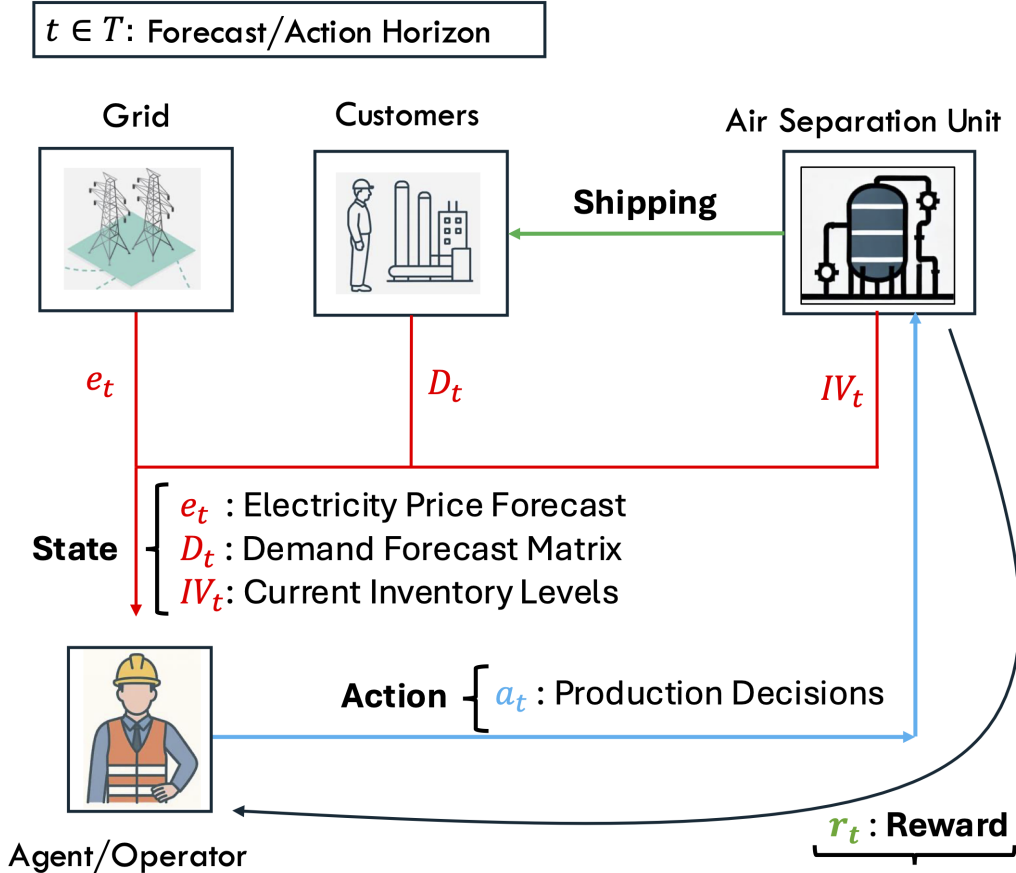 t ∈ T: Forecast/Action Horizon
Grid
Customers
Air Separation Unit
Shipping
e_t
D_t
IV_t
State
e_t : Electricity Price Forecast
D_t : Demand Forecast Matrix
IV_t: Current Inventory Levels
Action
a_t : Production Decisions
r_t : Reward
Agent/Operator